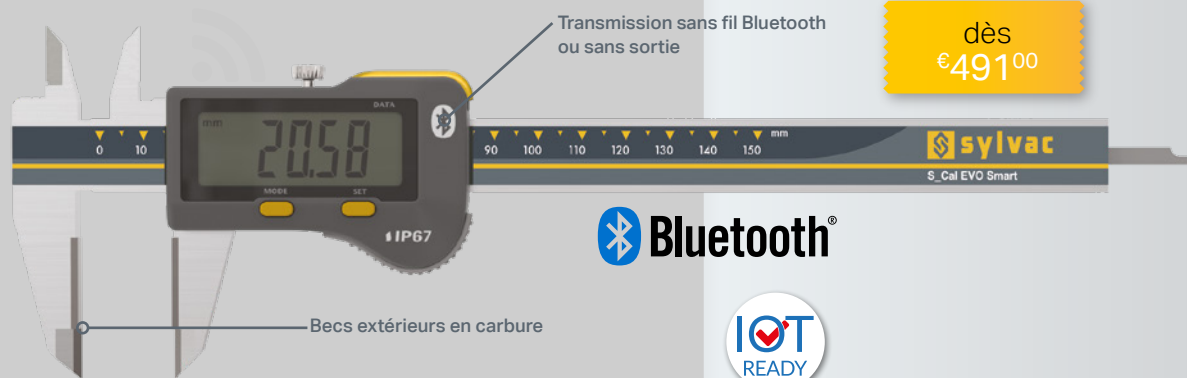 Transmission sans fil Bluetooth
ou sans sortie
dès
€491⁰⁰
DATA
mm
20.58
MODE
SET
IP67
0 10 90 100 110 120 130 140 150 mm
sylvac
S_Cal EVO Smart
Bluetooth®
Becs extérieurs en carbure
IOT
READY